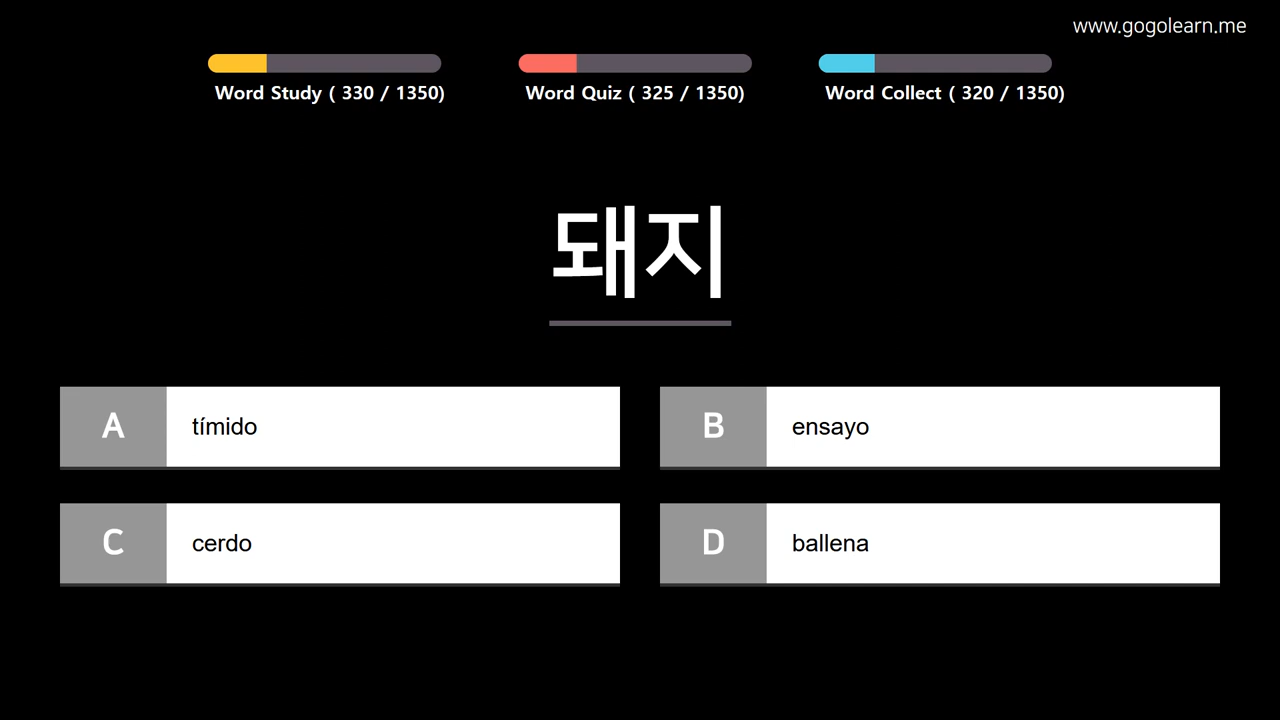 www.gogolearn.me
Word Study ( 330 / 1350)
Word Quiz ( 325 / 1350)
Word Collect ( 320 / 1350)
돼지
A tímido
B ensayo
C cerdo
D ballena